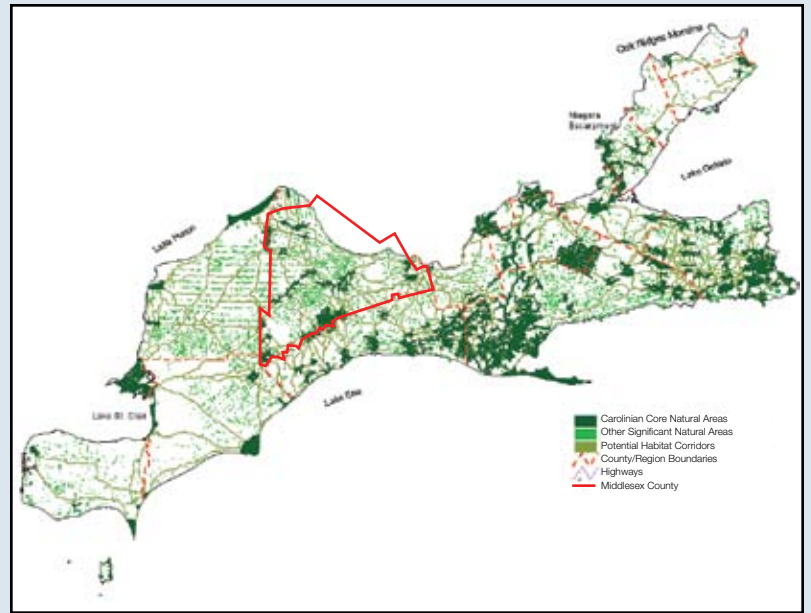 Oak Ridges Moraine
Niagara
Escarpment
Lake Ontario
Lake Huron
Lake Erie
Lake St. Clair
Carolinian Core Natural Areas
Other Significant Natural Areas
Potential Habitat Corridors
County/Region Boundaries
Highways
Middlesex County